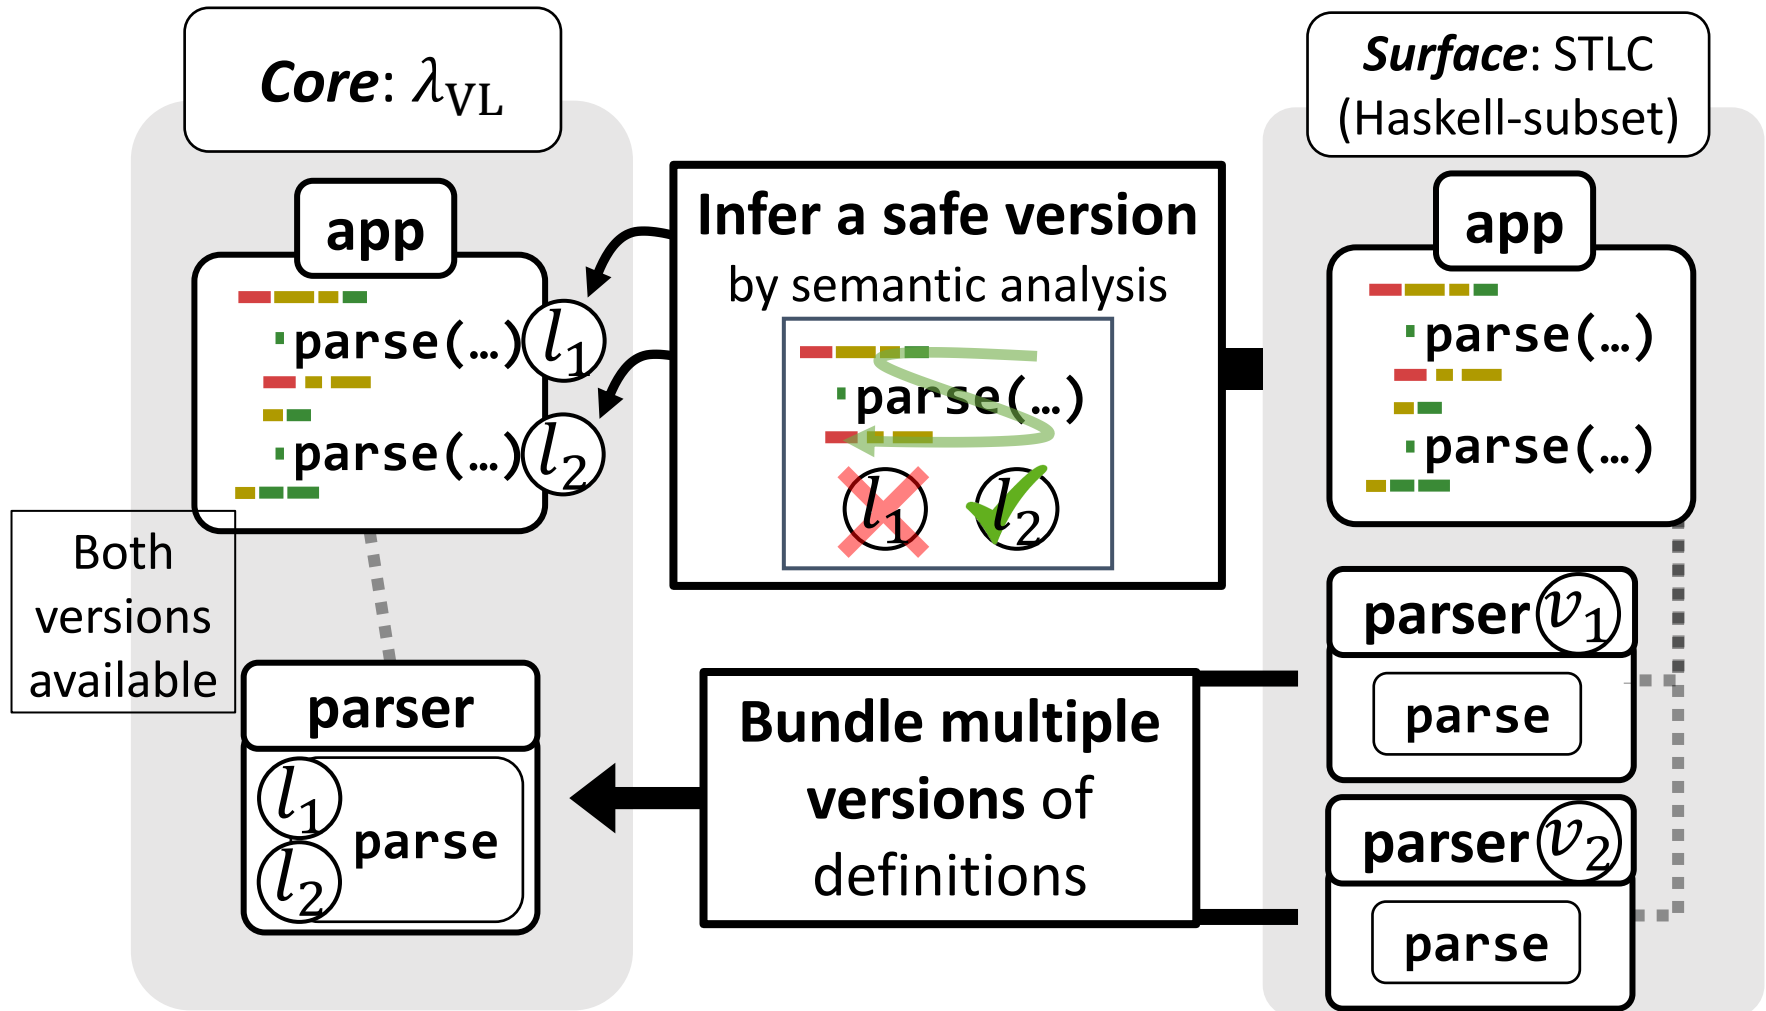 Core: λVL
app
parse(…) l1
parse(…) l2
Both
versions
available
parser
l1
parse
l2
Infer a safe version
by semantic analysis
parse(…)
l1 l2
Bundle multiple
versions of
definitions
Surface: STLC
(Haskell-subset)
app
parse(…)
parse(…)
parser v1
parse
parser v2
parse